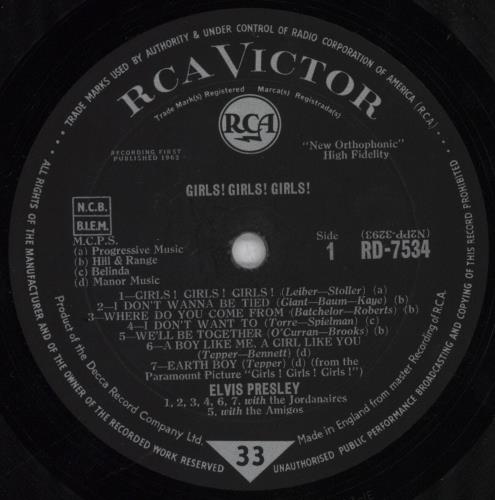 TRADE MARKS USED BY AUTHORITY & UNDER CONTROL OF RADIO CORPORATION OF AMERICA (R.C.A.)
RCA VICTOR
Trade Mark(s) Registered Marca(s) Registrada(s)
RCA
RECORDING FIRST
PUBLISHED 1962
"New Orthophonic"
High Fidelity
GIRLS! GIRLS! GIRLS!
N.C.B.
B.I.E.M.
M.C.P.S.
(a) Progressive Music
(b) Hill & Range
(c) Belinda
(d) Manor Music
Side
1
(N2PP-3293)
RD-7534
1—GIRLS! GIRLS! GIRLS! (Leiber—Stoller) (a)
2—I DON'T WANNA BE TIED (Giant—Baum—Kaye) (b)
3—WHERE DO YOU COME FROM (Batchelor—Roberts) (b)
4—I DON'T WANT TO (Torre—Spielman) (c)
5—WE'LL BE TOGETHER (O'Curran—Brooks) (b)
6—A BOY LIKE ME, A GIRL LIKE YOU
(Tepper—Bennett) (d)
7—EARTH BOY (Tepper) (d) (from the
Paramount Picture "Girls! Girls! Girls!")
ELVIS PRESLEY
1, 2, 3, 4, 6, 7, with the Jordanaires
5, with the Amigos
Product of the Decca Record Company Ltd.
33
Made in England from master Recording of R.C.A.
ALL RIGHTS OF THE MANUFACTURER AND OF THE OWNER OF THE RECORDED WORK RESERVED
UNAUTHORISED PUBLIC PERFORMANCE BROADCASTING AND COPYING OF THIS RECORD PROHIBITED